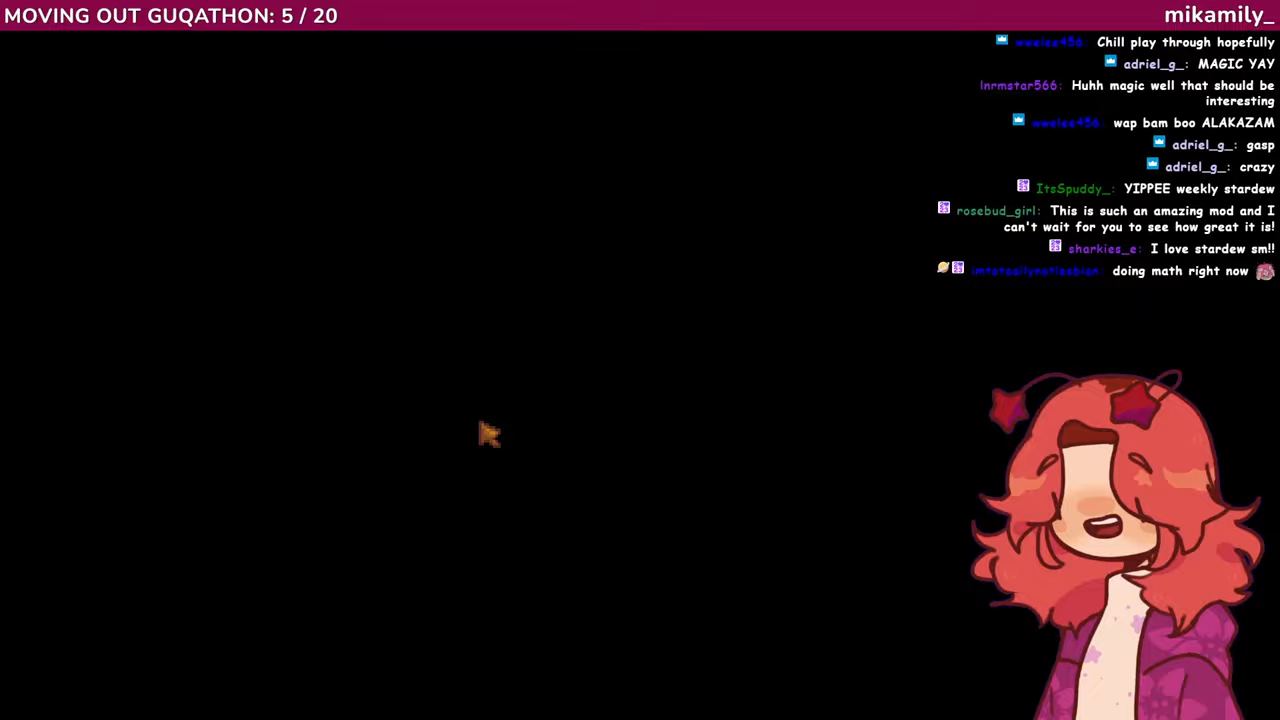 MOVING OUT GUQATHON: 5 / 20
mikamily_
wwelee456: Chill play through hopefully
adriel_g_: MAGIC YAY
lnrmstar566: Huhh magic well that should be
interesting
wwelee456: wap bam boo ALAKAZAM
adriel_g_: gasp
adriel_g_: crazy
ItsSpuddy_: YIPPEE weekly stardew
rosebud_girl: This is such an amazing mod and I
can't wait for you to see how great it is!
sharkies_e: I love stardew sm!!
imtotallynotlesbian: doing math right now